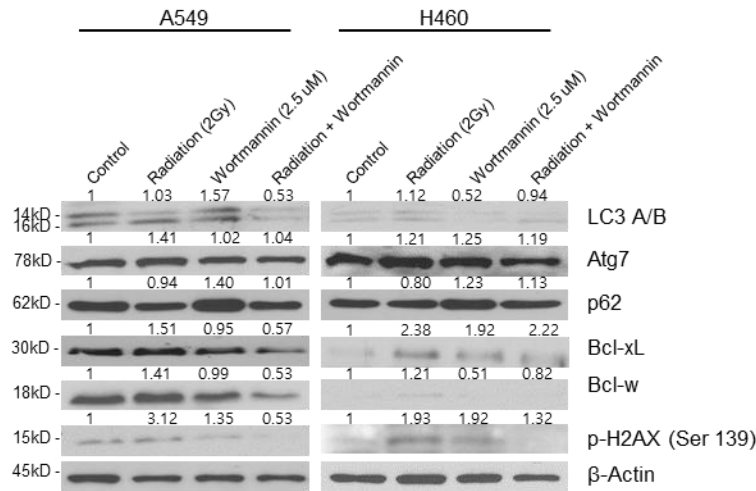 A549 H460
Control Radiation (2Gy) Wortmannin (2.5 uM) Radiation + Wortmannin Control Radiation (2Gy) Wortmannin (2.5 uM) Radiation + Wortmannin
1 1.03 1.57 0.53 1 1.12 0.52 0.94
14kD - LC3 A/B
16kD -
1 1.41 1.02 1.04 1 1.21 1.25 1.19
78kD - Atg7
1 0.94 1.40 1.01 1 0.80 1.23 1.13
62kD - p62
1 1.51 0.95 0.57 1 2.38 1.92 2.22
30kD - Bcl-xL
1 1.41 0.99 0.53 1 1.21 0.51 0.82
18kD - Bcl-w
1 3.12 1.35 0.53 1 1.93 1.92 1.32
15kD - p-H2AX (Ser 139)
45kD - β-Actin